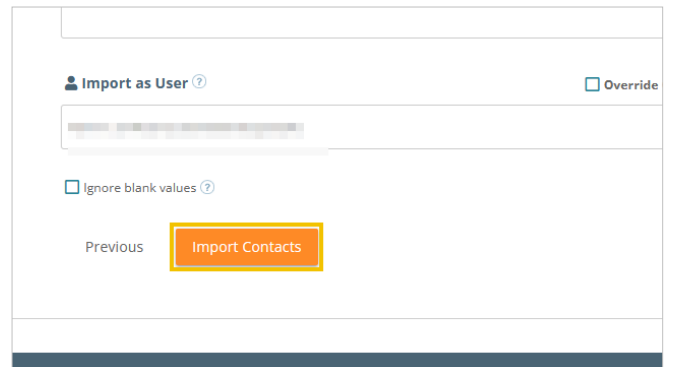 Import as User ?
Override
Ignore blank values ?
Previous
Import Contacts